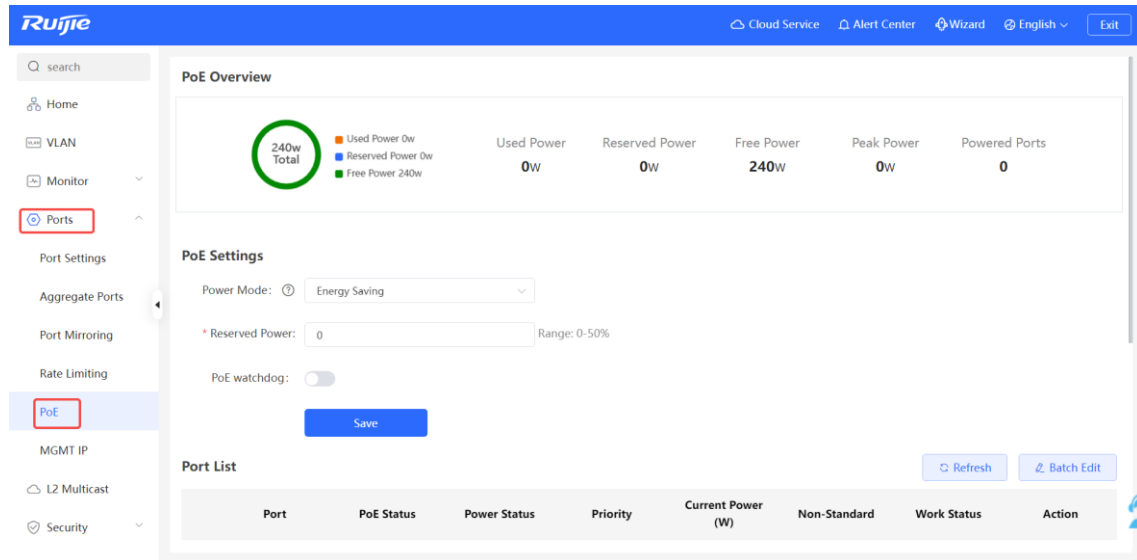 Ruijie
Cloud Service
Alert Center
Wizard
English
Exit
search
Home
VLAN
Monitor
Ports
Port Settings
Aggregate Ports
Port Mirroring
Rate Limiting
PoE
MGMT IP
L2 Multicast
Security
PoE Overview
240w
Total
Used Power 0w
Reserved Power 0w
Free Power 240w
Used Power
0W
Reserved Power
0W
Free Power
240W
Peak Power
0W
Powered Ports
0
PoE Settings
Power Mode: ? Energy Saving
* Reserved Power: 0 Range: 0-50%
PoE watchdog:
Save
Port List
Refresh
Batch Edit
Port PoE Status Power Status Priority Current Power (W) Non-Standard Work Status Action